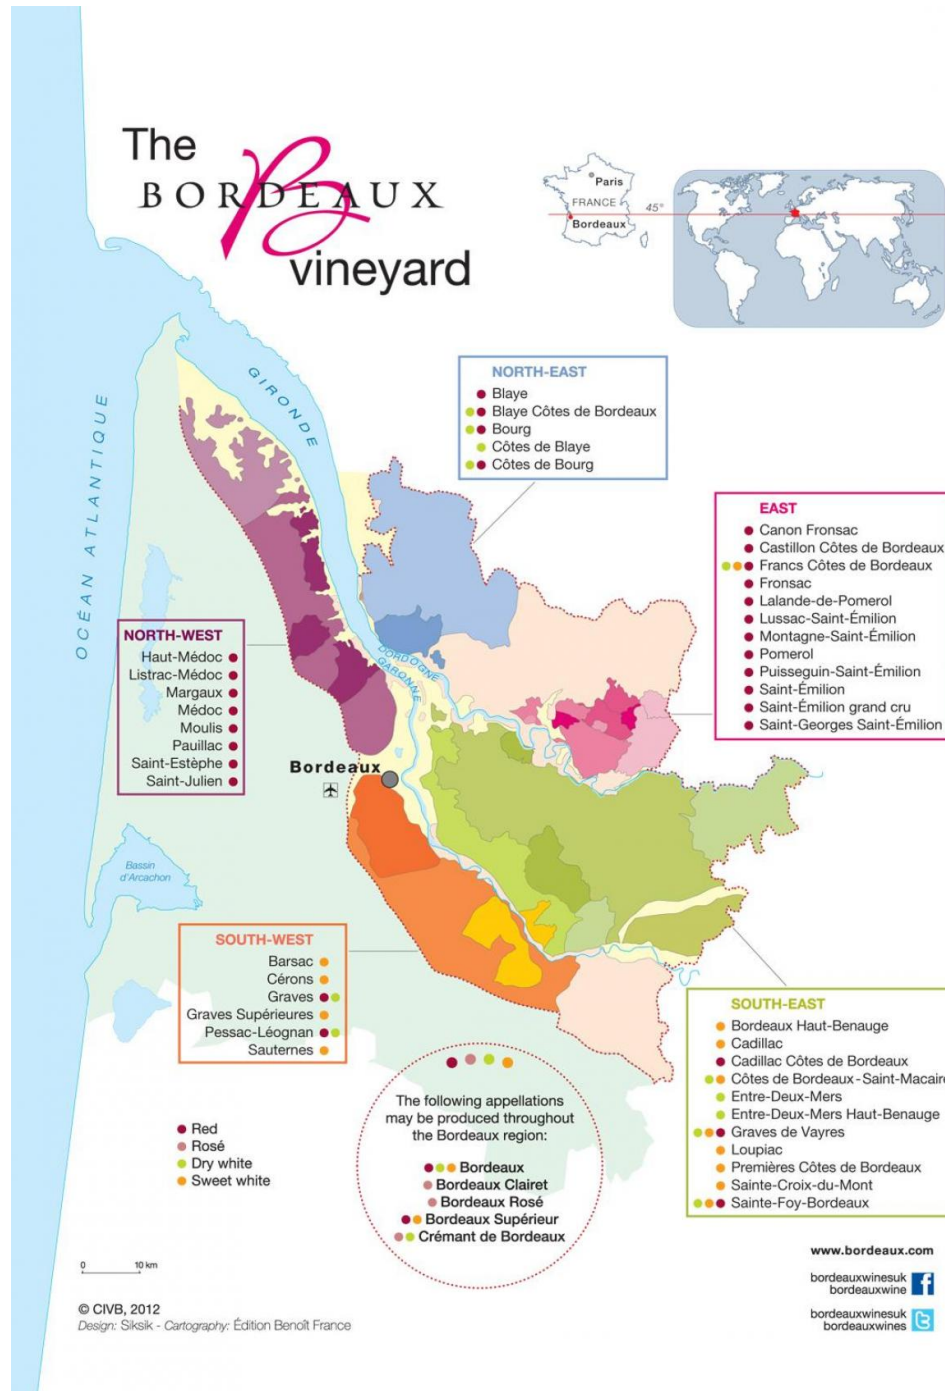 The
BORDEAUX
vineyard
Paris
FRANCE
Bordeaux
45°
OCÉAN ATLANTIQUE
GIRONDE
DORDOGNE
GARONNE
NORTH-EAST
Blaye
Blaye Côtes de Bordeaux
Bourg
Côtes de Blaye
Côtes de Bourg
EAST
Canon Fronsac
Castillon Côtes de Bordeaux
Francs Côtes de Bordeaux
Fronsac
Lalande-de-Pomerol
Lussac-Saint-Émilion
Montagne-Saint-Émilion
Pomerol
Puisseguin-Saint-Émilion
Saint-Émilion
Saint-Émilion grand cru
Saint-Georges Saint-Émilion
NORTH-WEST
Haut-Médoc
Listrac-Médoc
Margaux
Médoc
Moulis
Pauillac
Saint-Estèphe
Saint-Julien
Bordeaux
Bassin
d'Arcachon
SOUTH-WEST
Barsac
Cérons
Graves
Graves Supérieures
Pessac-Léognan
Sauternes
SOUTH-EAST
Bordeaux Haut-Benauge
Cadillac
Cadillac Côtes de Bordeaux
Côtes de Bordeaux-Saint-Macaire
Entre-Deux-Mers
Entre-Deux-Mers Haut-Benauge
Graves de Vayres
Loupiac
Premières Côtes de Bordeaux
Sainte-Croix-du-Mont
Sainte-Foy-Bordeaux
The following appellations
may be produced throughout
the Bordeaux region:
Bordeaux
Bordeaux Clairet
Bordeaux Rosé
Bordeaux Supérieur
Crémant de Bordeaux
Red
Rosé
Dry white
Sweet white
0 10 km
© CIVB, 2012
Design: Siksik - Cartography: Édition Benoît France
www.bordeaux.com
bordeauxwinesuk
bordeauxwine
bordeauxwinesuk
bordeauxwines